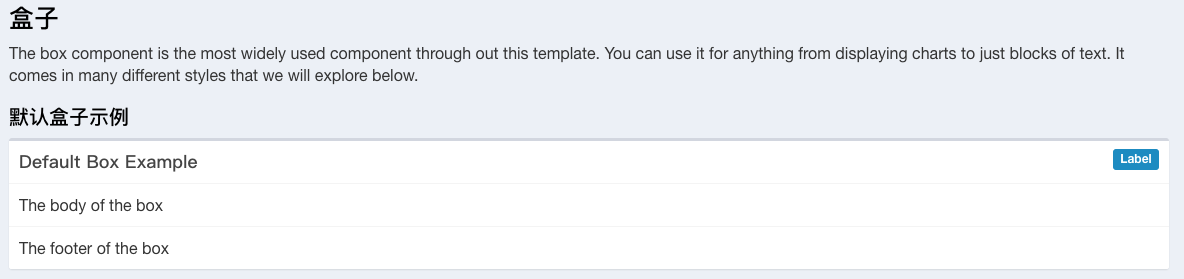 盒子
The box component is the most widely used component through out this template. You can use it for anything from displaying charts to just blocks of text. It
comes in many different styles that we will explore below.
默认盒子示例
Default Box Example
Label
The body of the box
The footer of the box